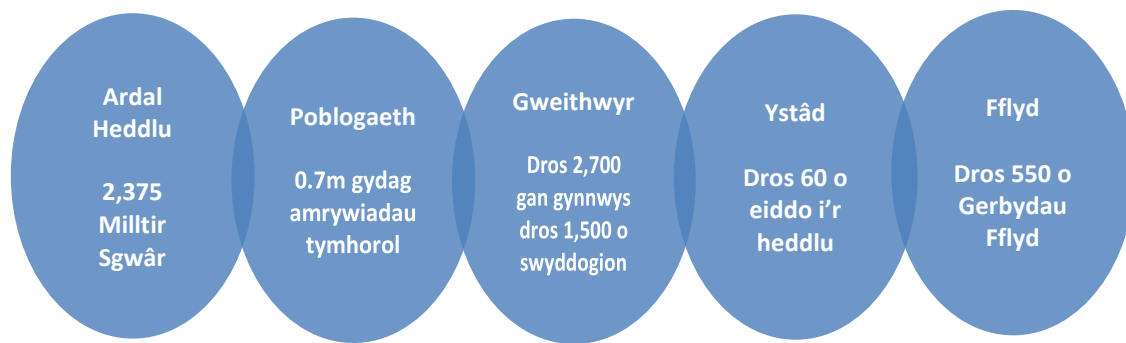 Ardal
Heddlu
2,375
Milltir
Sgwâr
Poblogaeth
0.7m gydag
amrywiadau
tymhorol
Gweithwyr
Dros 2,700
gan gynnwys
dros 1,500 o
swyddogion
Ystâd
Dros 60 o
eiddo i'r
heddlu
Fflyd
Dros 550 o
Gerbydau
Fflyd